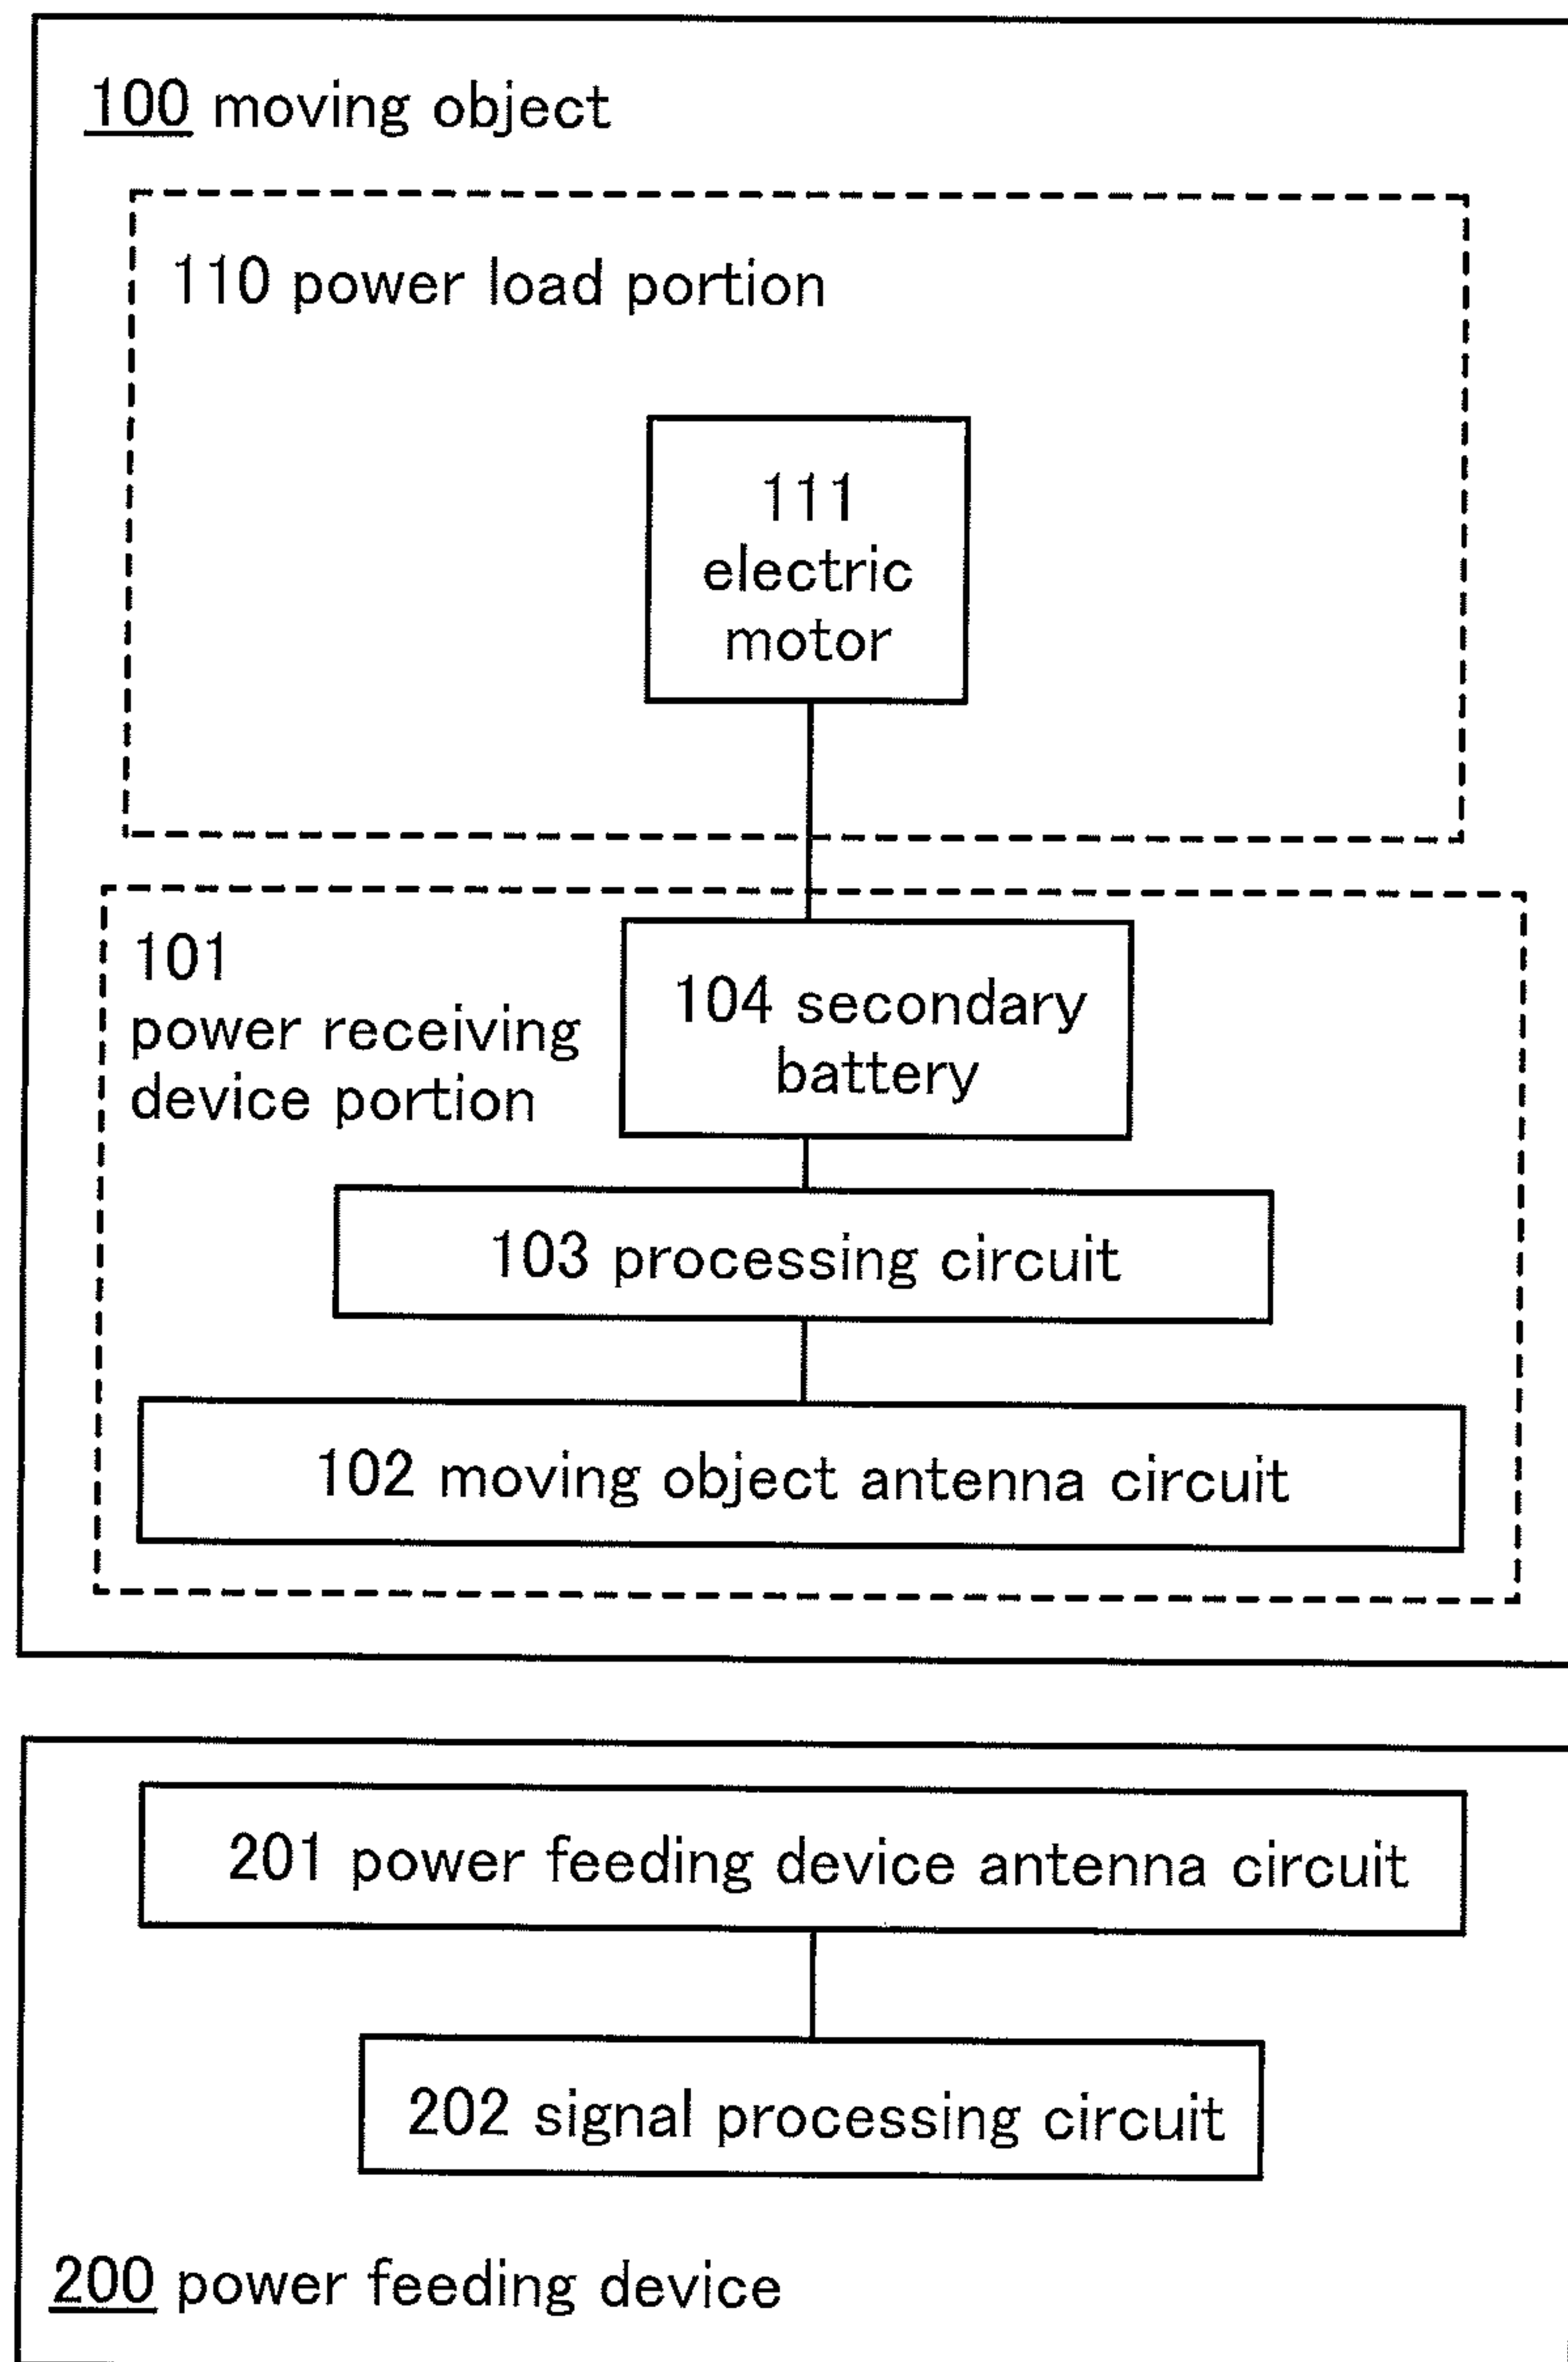 100 moving object
110 power load portion
111
electric
motor
101
power receiving
device portion
104 secondary
battery
103 processing circuit
102 moving object antenna circuit
201 power feeding device antenna circuit
202 signal processing circuit
200 power feeding device